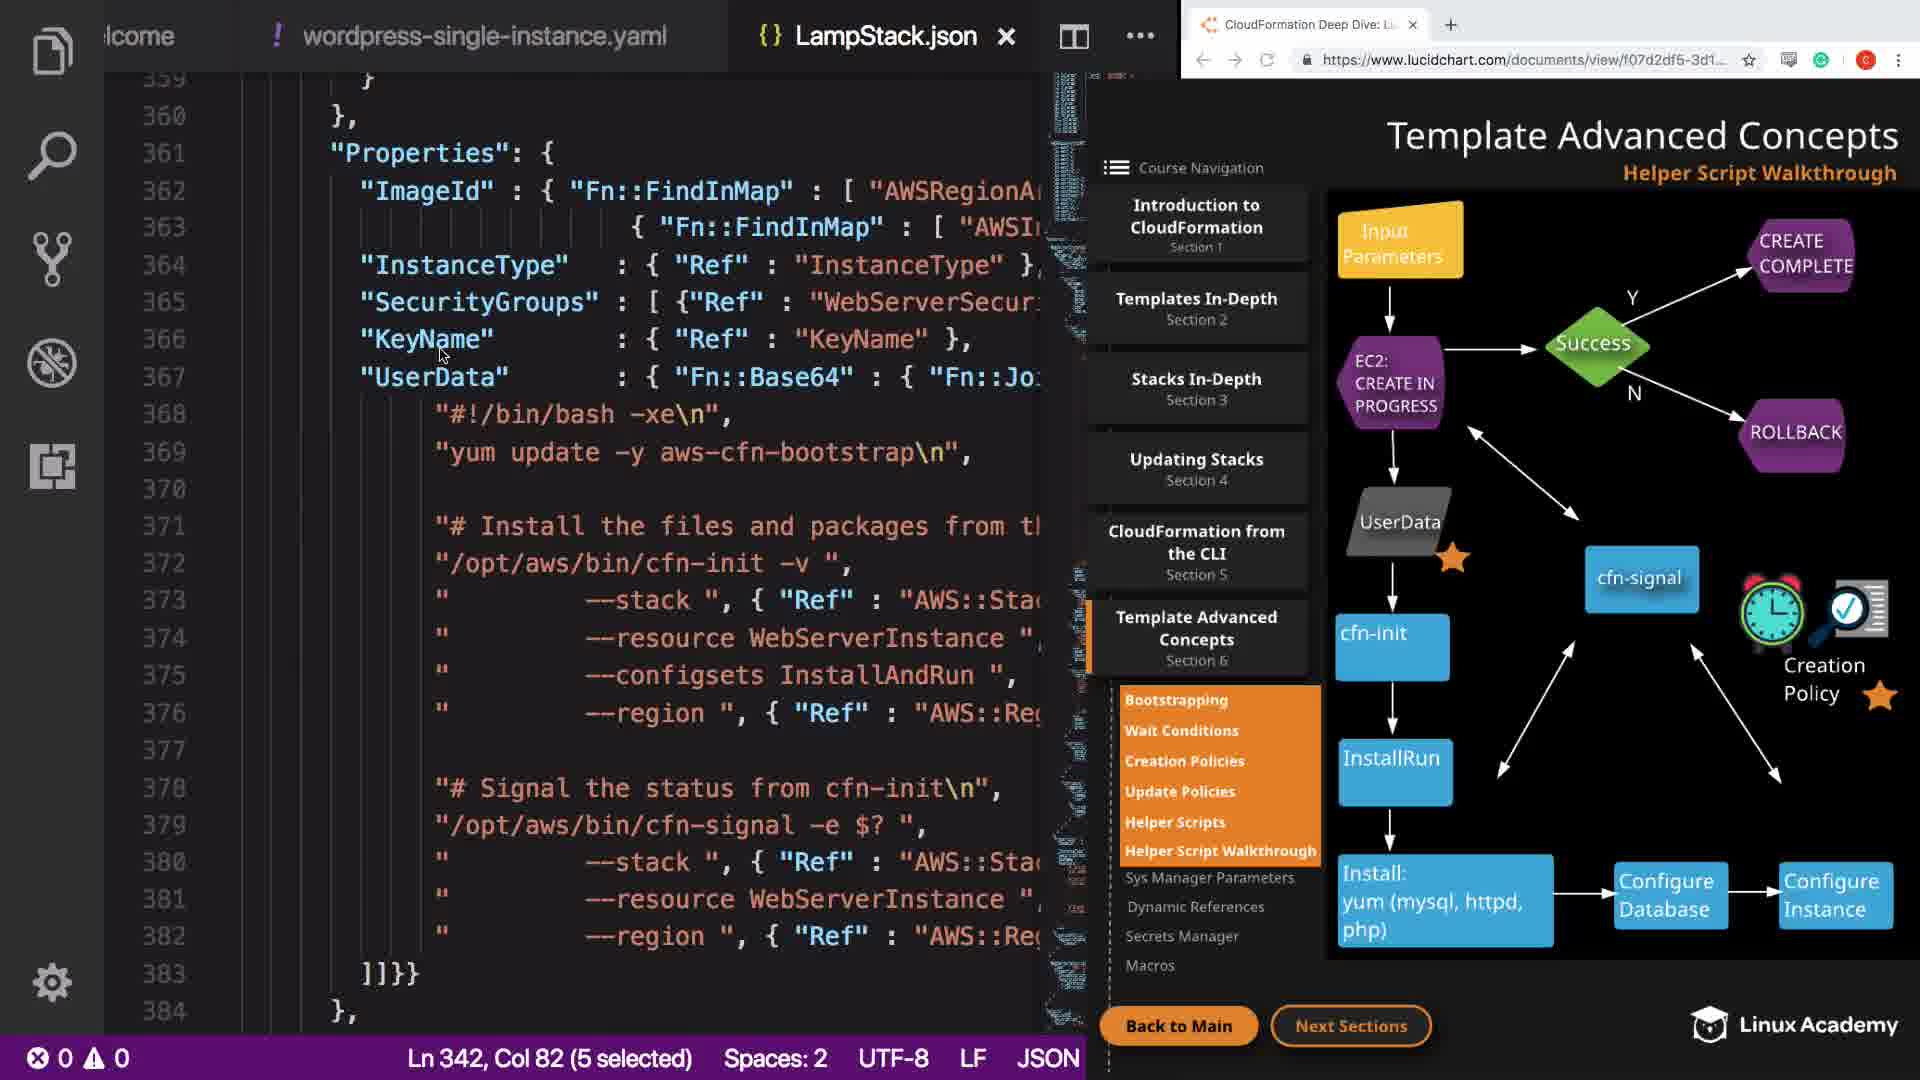 lcome
! wordpress-single-instance.yaml
{} LampStack.json ×
359 }
360 },
361 "Properties": {
362 "ImageId" : { "Fn::FindInMap" : [ "AWSRegionA
363 { "Fn::FindInMap" : [ "AWSI
364 "InstanceType" : { "Ref" : "InstanceType" },
365 "SecurityGroups" : [ {"Ref" : "WebServerSecur
366 "KeyName" : { "Ref" : "KeyName" },
367 "UserData" : { "Fn::Base64" : { "Fn::Jo
368 "#!/bin/bash -xe\n",
369 "yum update -y aws-cfn-bootstrap\n",
370
371 "# Install the files and packages from t
372 "/opt/aws/bin/cfn-init -v ",
373 " --stack ", { "Ref" : "AWS::Sta
374 " --resource WebServerInstance "
375 " --configsets InstallAndRun ",
376 " --region ", { "Ref" : "AWS::Re
377
378 "# Signal the status from cfn-init\n",
379 "/opt/aws/bin/cfn-signal -e $? ",
380 " --stack ", { "Ref" : "AWS::Sta
381 " --resource WebServerInstance "
382 " --region ", { "Ref" : "AWS::Re
383 ]]}}
384 },
0 0
Ln 342, Col 82 (5 selected)
Spaces: 2
UTF-8
LF
JSON
CloudFormation Deep Dive: Li
https://www.lucidchart.com/documents/view/f07d2df5-3d1...
C
Template Advanced Concepts
Helper Script Walkthrough
Course Navigation
Introduction to
CloudFormation
Section 1
Templates In-Depth
Section 2
Stacks In-Depth
Section 3
Updating Stacks
Section 4
CloudFormation from
the CLI
Section 5
Template Advanced
Concepts
Section 6
Bootstrapping
Wait Conditions
Creation Policies
Update Policies
Helper Scripts
Helper Script Walkthrough
Sys Manager Parameters
Dynamic References
Secrets Manager
Macros
Back to Main
Next Sections
Input
Parameters
EC2:
CREATE IN
PROGRESS
Success
Y
N
CREATE
COMPLETE
ROLLBACK
UserData
cfn-signal
cfn-init
Creation
Policy
InstallRun
Install:
yum (mysql, httpd,
php)
Configure
Database
Configure
Instance
Linux Academy